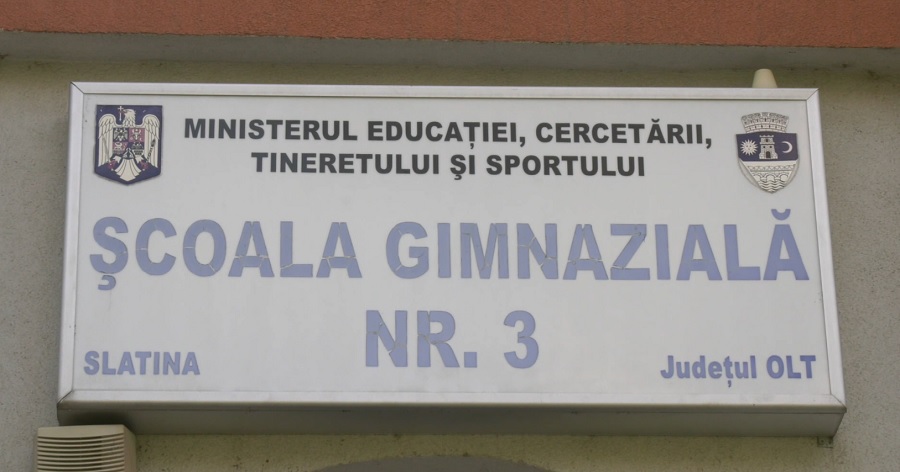 MINISTERUL EDUCAȚIEI, CERCETĂRII,
TINERETULUI ŞI SPORTULUI
ŞCOALA GIMNAZIALĂ
NR. 3
SLATINA
Județul OLT